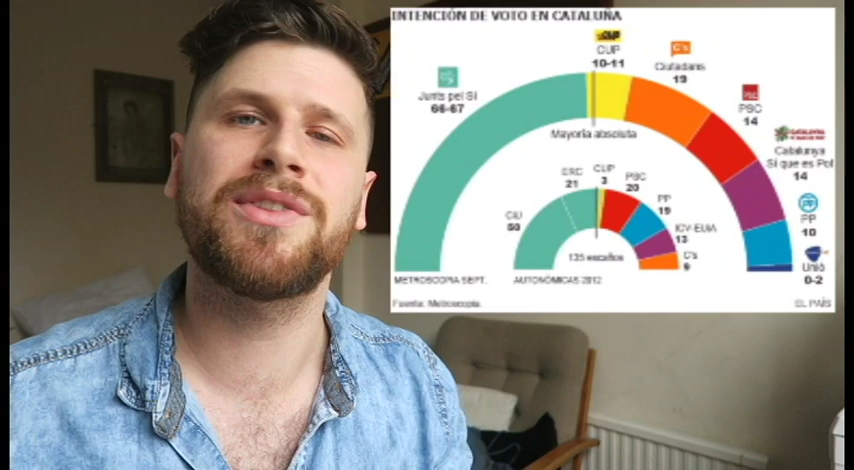 INTENCIÓN DE VOTO EN CATALUÑA
CUP
10-11
Ciutadans
19
Junts pel Sí
66-67
PSC
14
Mayoría absoluta
Catalunya
Sí que es Pot
14
ERC
21
CUP
3
PSC
20
PP
19
PP
10
CiU
50
ICV-EUiA
13
C's
9
135 escaños
Unió
0-2
METROSCOPIA SEPT.
AUTONÓMICAS 2012
Fuente: Metroscopia.
EL PAÍS